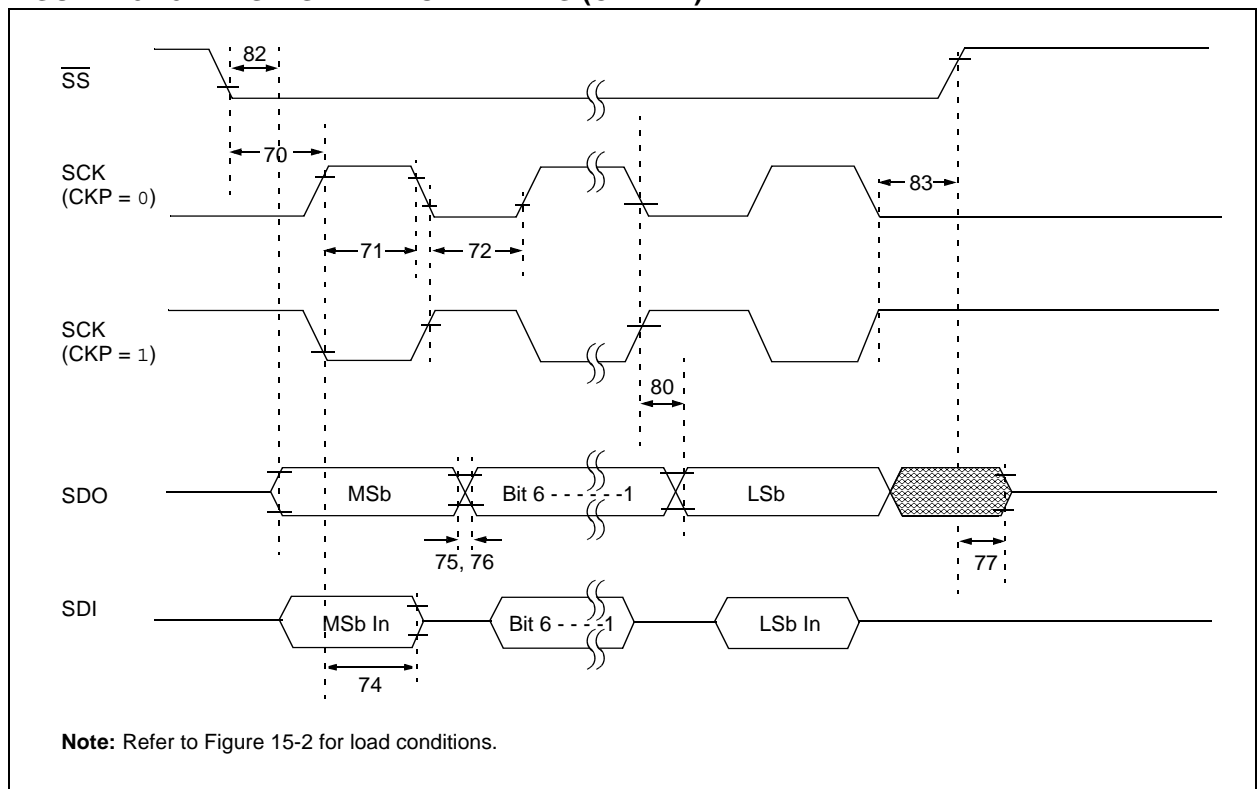 82
SS
70
SCK
(CKP = 0)
83
71
72
SCK
(CKP = 1)
80
SDO
MSb
Bit 6 - - - - - -1
LSb
75, 76
77
SDI
MSb In
Bit 6 - - - -1
LSb In
74
Note: Refer to Figure 15-2 for load conditions.